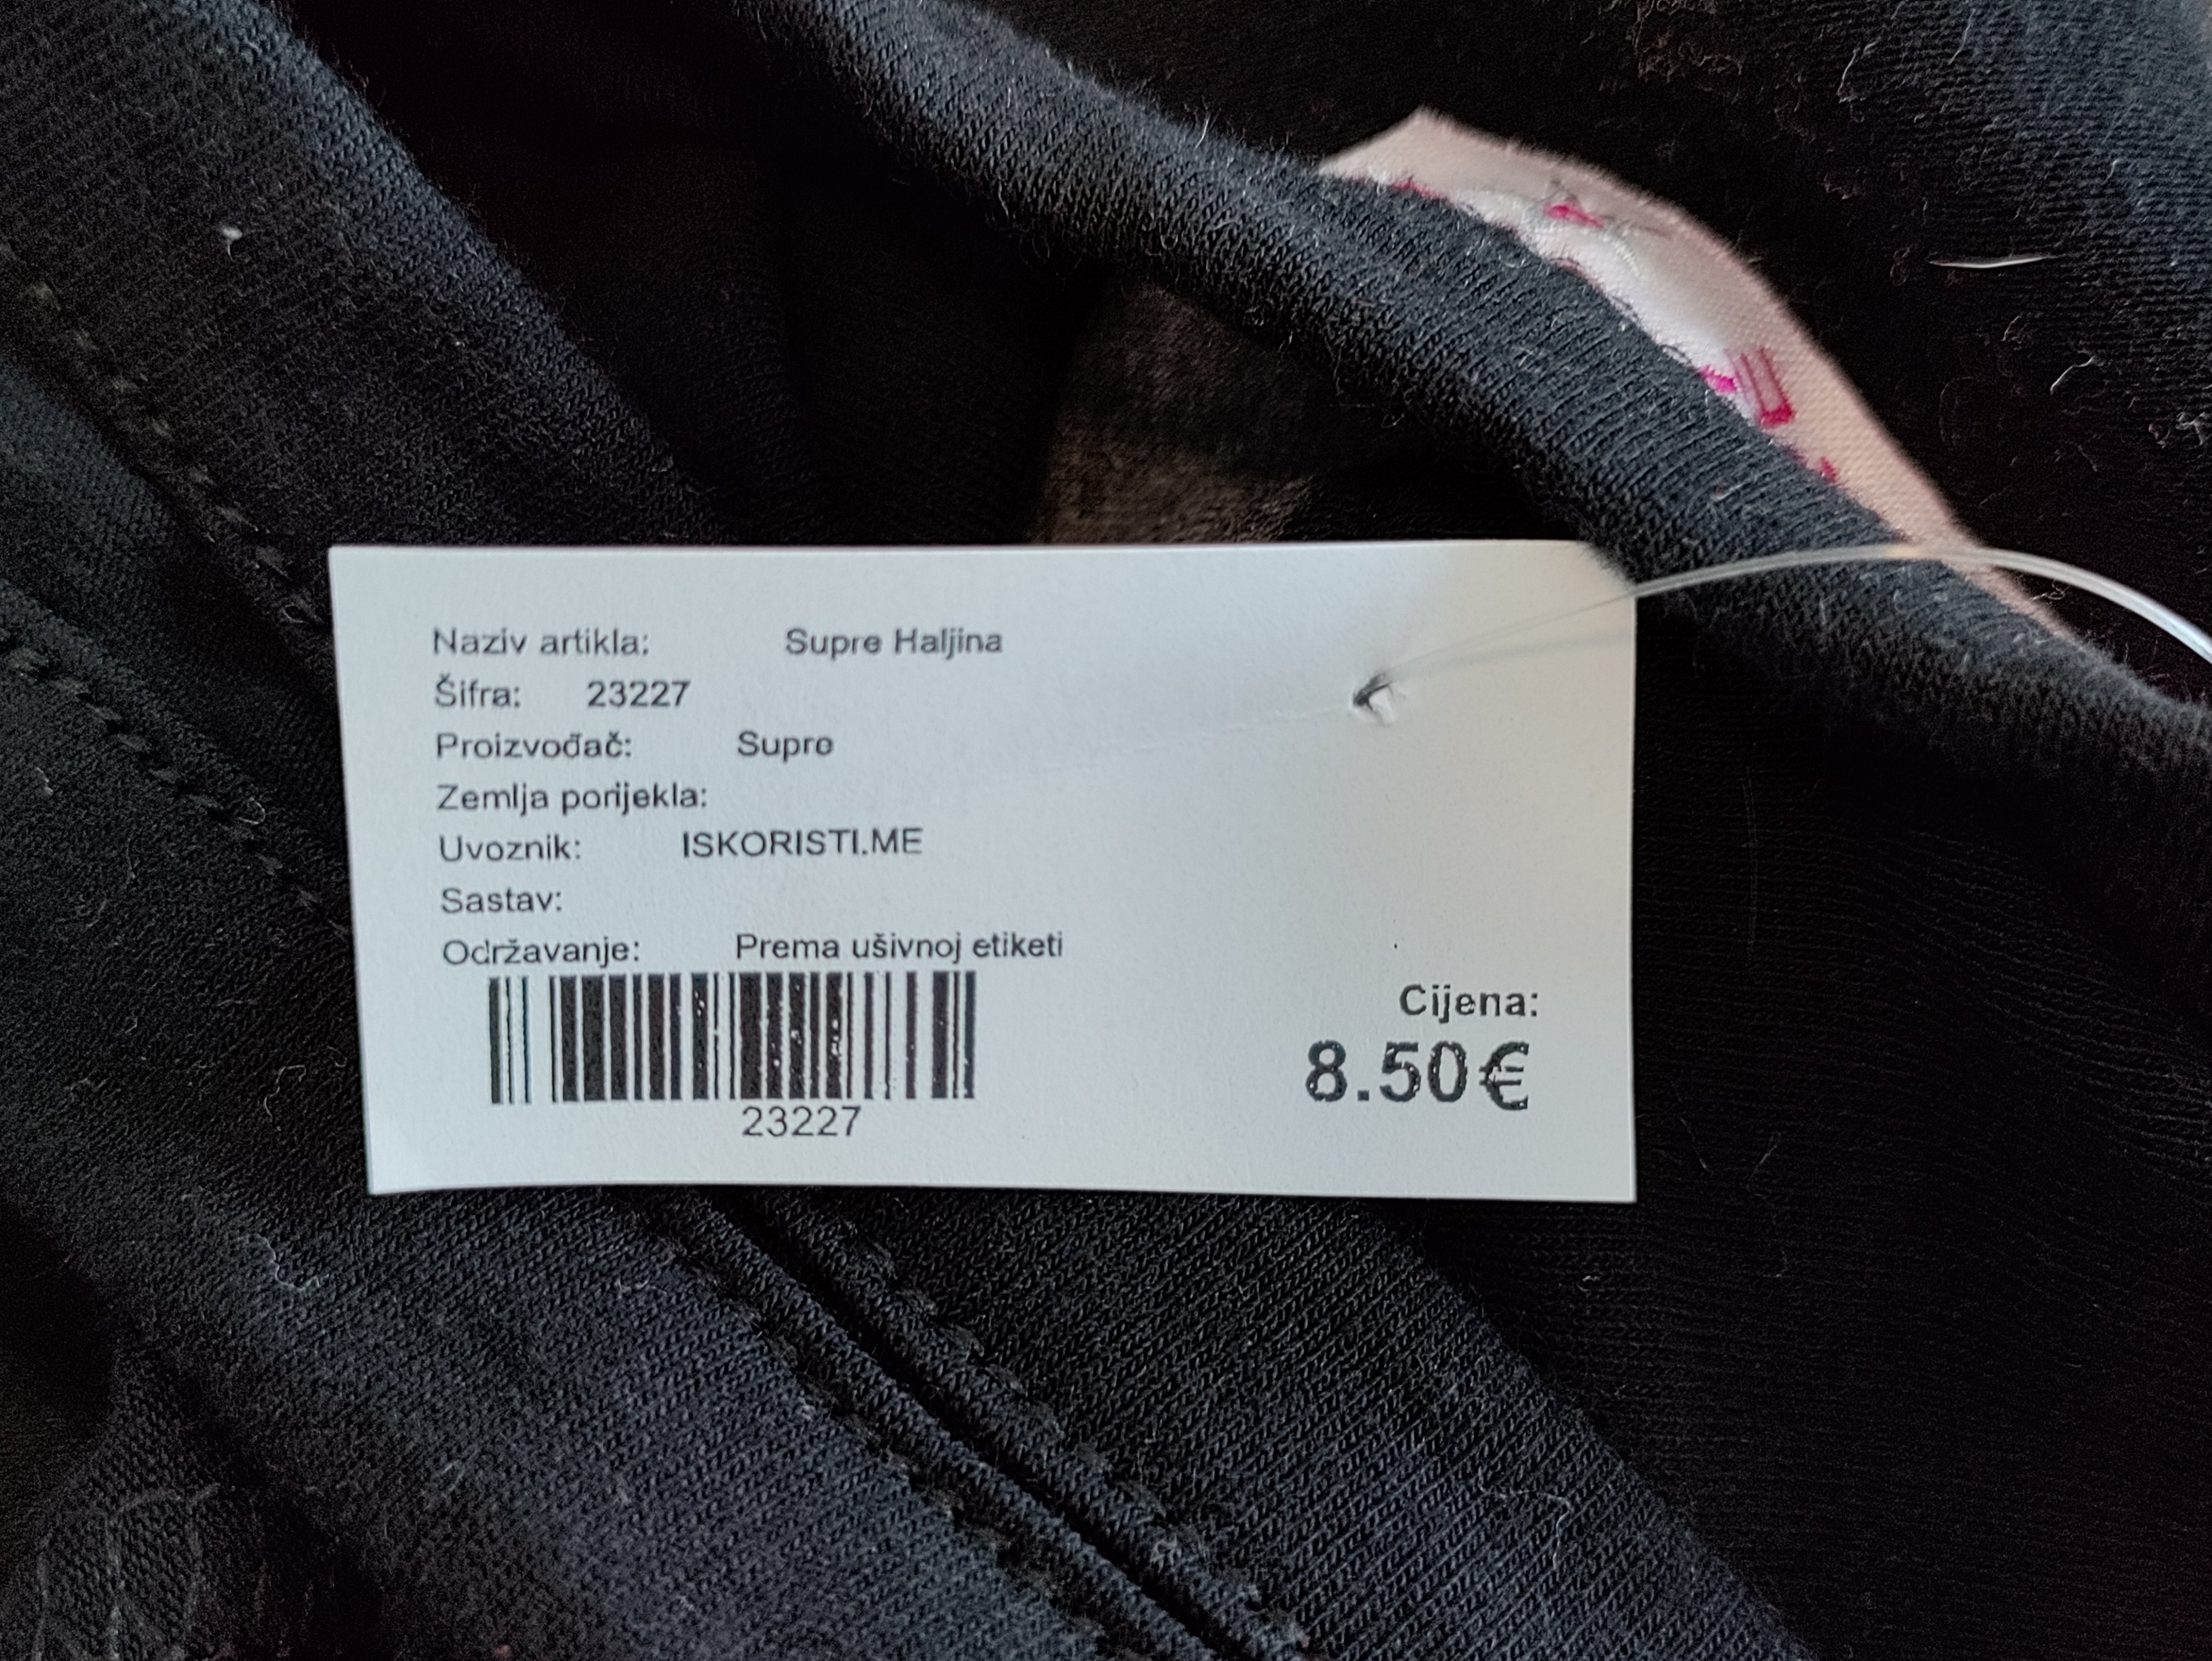 Naziv artikla: Supre Haljina
Šifra: 23227
Proizvođač: Supre
Zemlja porijekla:
Uvoznik: ISKORISTI.ME
Sastav:
Održavanje: Prema ušivnoj etiketi
23227
Cijena:
8.50€